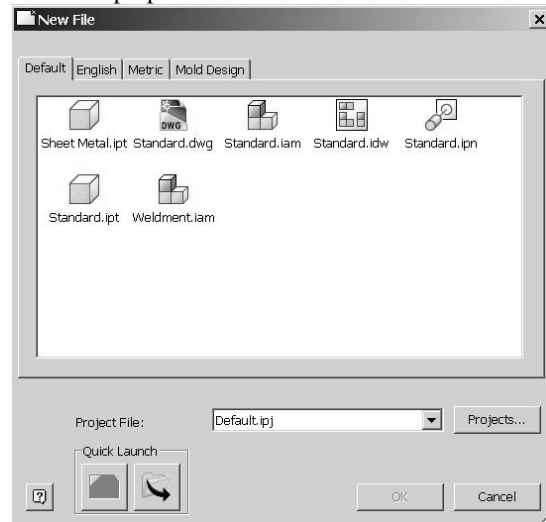 New File
Default English Metric Mold Design
DWG
Sheet Metal.ipt Standard.dwg Standard.iam Standard.idw Standard.ipn
Standard.ipt Weldment.iam
Project File: Default.ipj Projects...
Quick Launch
OK Cancel